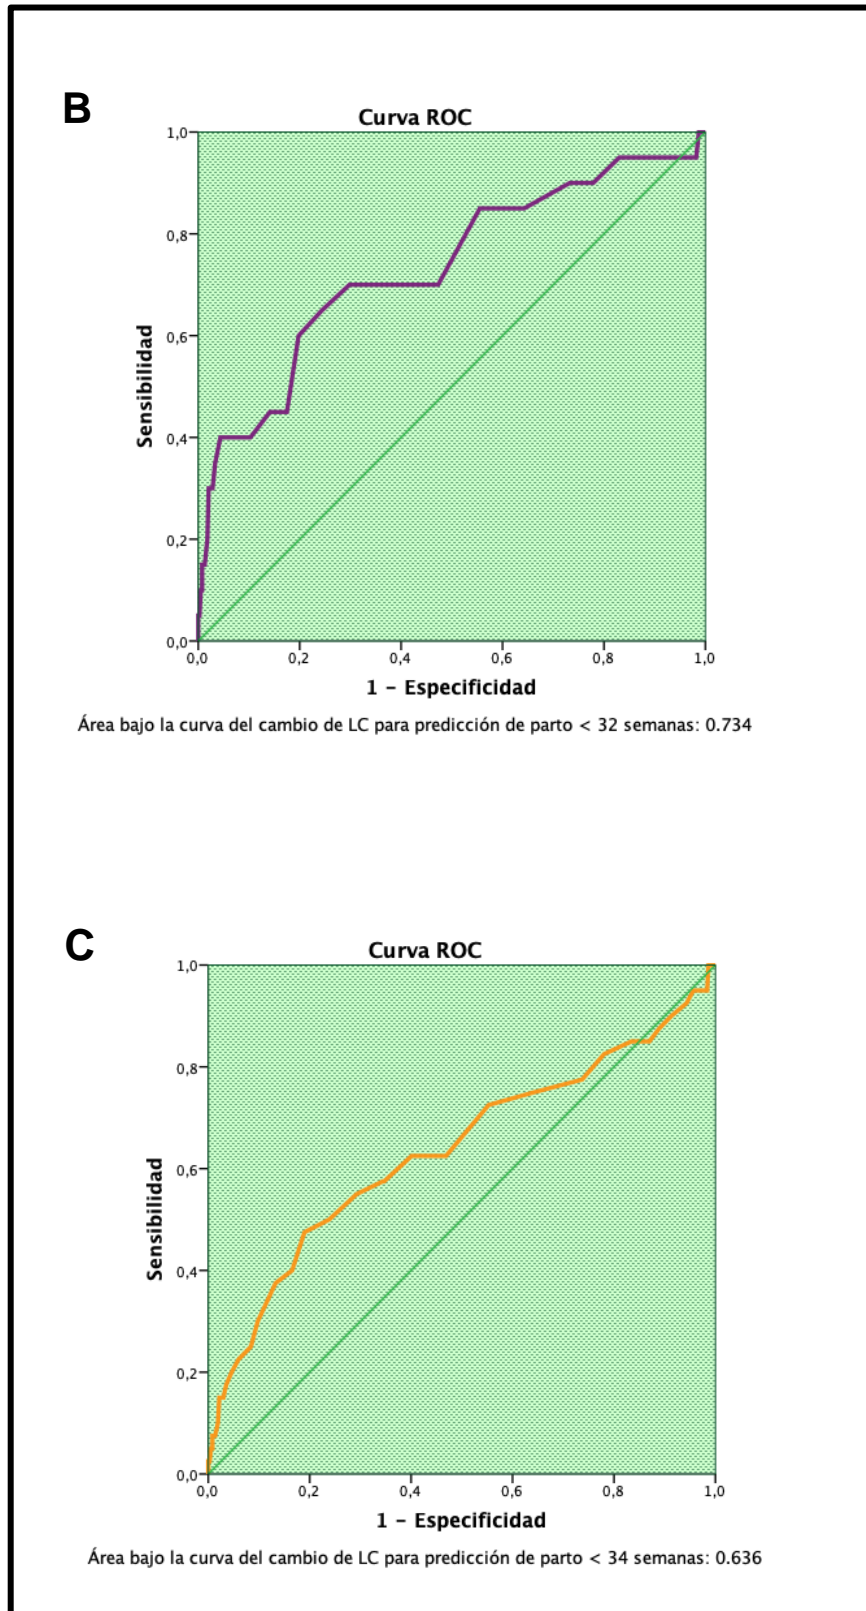 B
Curva ROC
1,0
0,8
0,6
0,4
0,2
0,0
Sensibilidad
0,0 0,2 0,4 0,6 0,8 1,0
1 - Especificidad
Área bajo la curva del cambio de LC para predicción de parto < 32 semanas: 0.734
C
Curva ROC
1,0
0,8
0,6
0,4
0,2
0,0
Sensibilidad
0,0 0,2 0,4 0,6 0,8 1,0
1 - Especificidad
Área bajo la curva del cambio de LC para predicción de parto < 34 semanas: 0.636